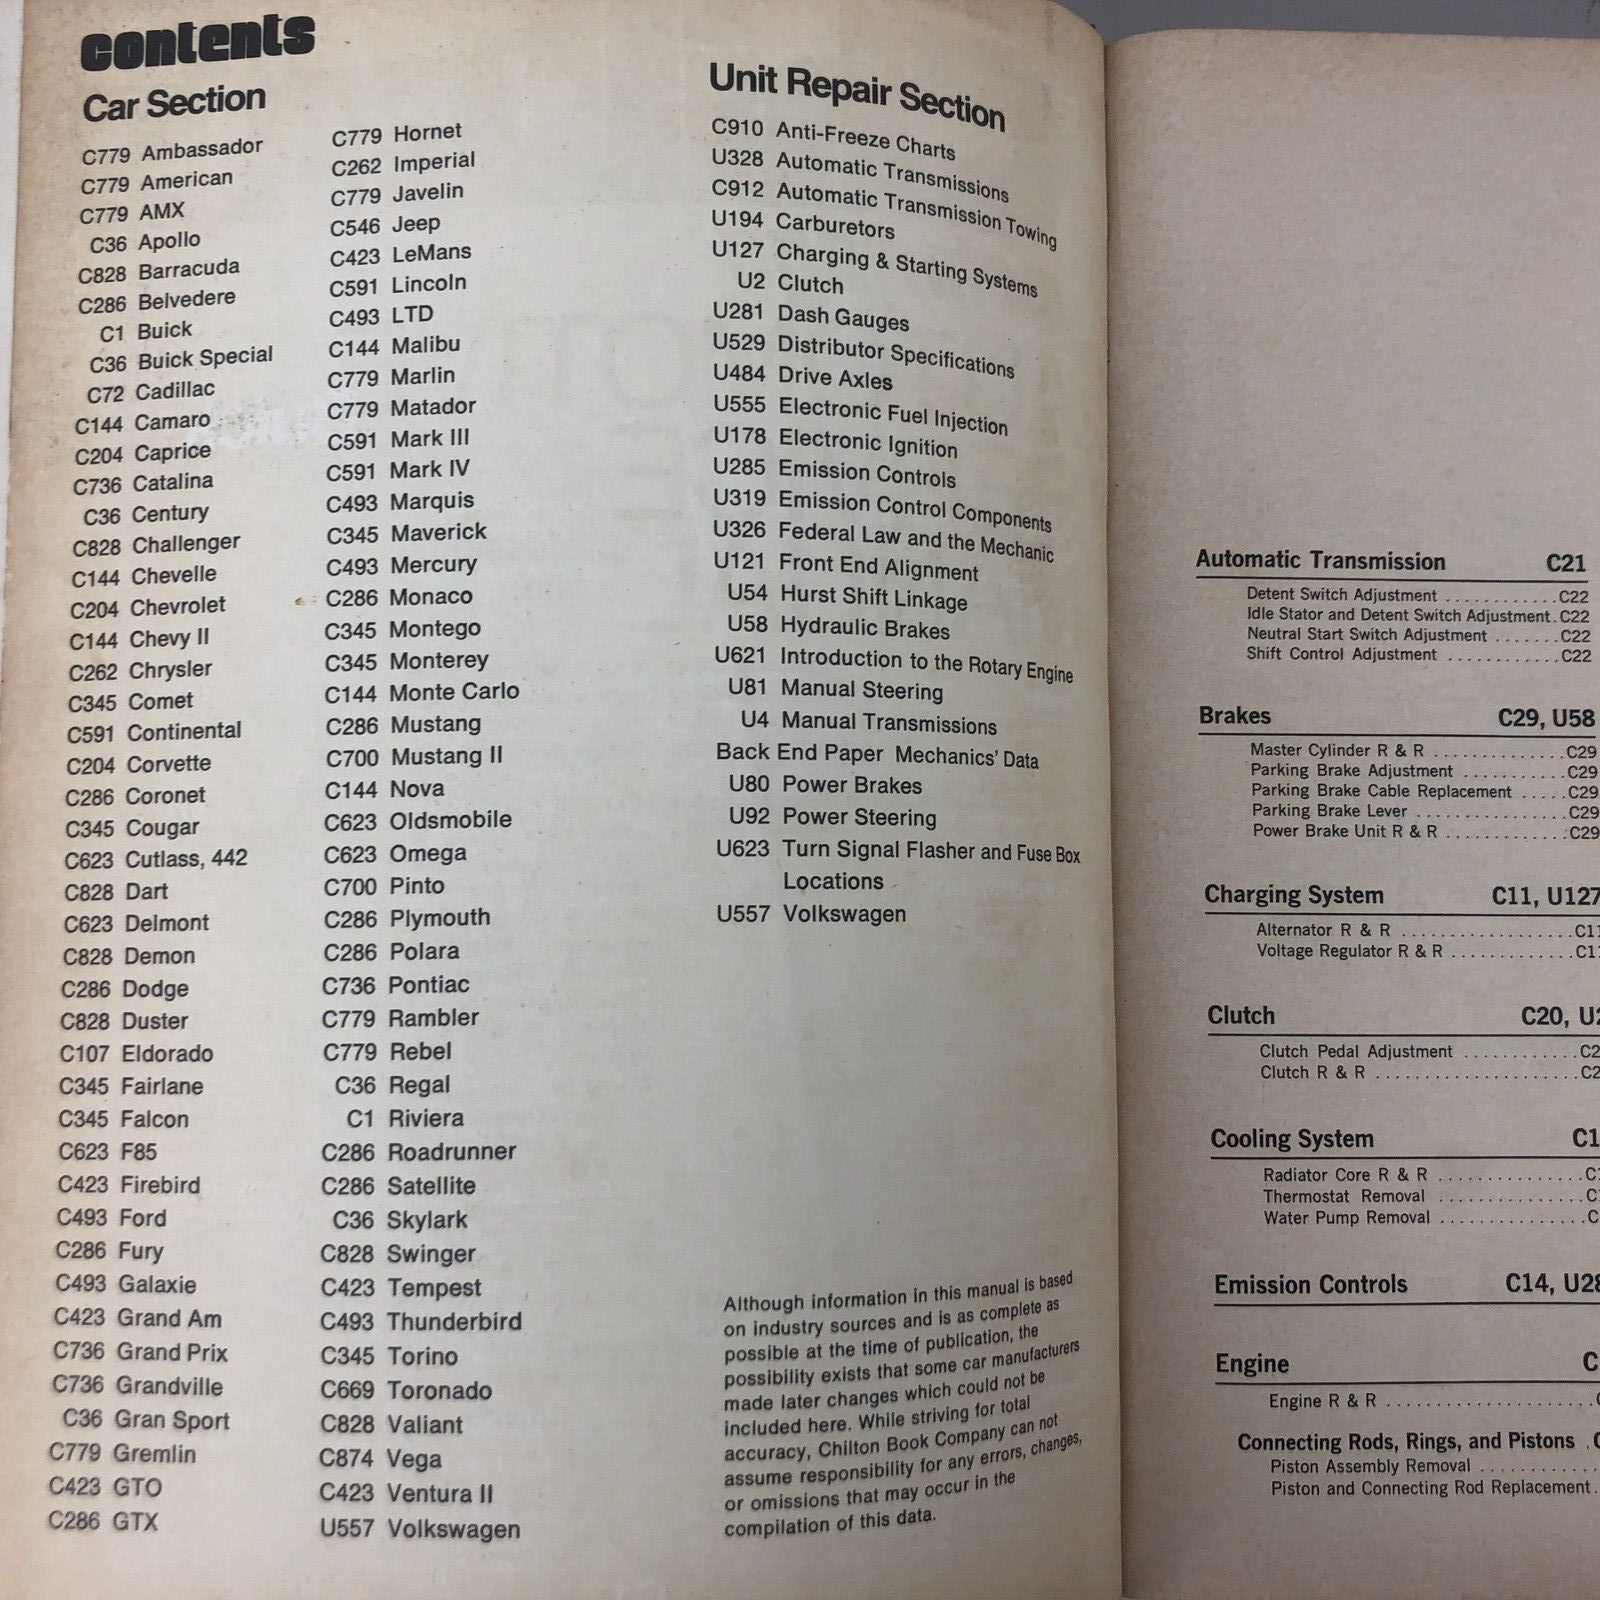 contents
Car Section
C779 Ambassador
C779 American
C779 AMX
C36 Apollo
C828 Barracuda
C286 Belvedere
C1 Buick
C36 Buick Special
C72 Cadillac
C144 Camaro
C204 Caprice
C736 Catalina
C36 Century
C828 Challenger
C144 Chevelle
C204 Chevrolet
C144 Chevy II
C262 Chrysler
C345 Comet
C591 Continental
C204 Corvette
C286 Coronet
C345 Cougar
C623 Cutlass, 442
C828 Dart
C623 Delmont
C828 Demon
C286 Dodge
C828 Duster
C107 Eldorado
C345 Fairlane
C345 Falcon
C623 F85
C423 Firebird
C493 Ford
C286 Fury
C493 Galaxie
C423 Grand Am
C736 Grand Prix
C736 Grandville
C36 Gran Sport
C779 Gremlin
C423 GTO
C286 GTX
C779 Hornet
C262 Imperial
C779 Javelin
C546 Jeep
C423 LeMans
C591 Lincoln
C493 LTD
C144 Malibu
C779 Marlin
C779 Matador
C591 Mark III
C591 Mark IV
C493 Marquis
C345 Maverick
C493 Mercury
C286 Monaco
C345 Montego
C345 Monterey
C144 Monte Carlo
C286 Mustang
C700 Mustang II
C144 Nova
C623 Oldsmobile
C623 Omega
C700 Pinto
C286 Plymouth
C286 Polara
C736 Pontiac
C779 Rambler
C779 Rebel
C36 Regal
C1 Riviera
C286 Roadrunner
C286 Satellite
C36 Skylark
C828 Swinger
C423 Tempest
C493 Thunderbird
C345 Torino
C669 Toronado
C828 Valiant
C874 Vega
C423 Ventura II
U557 Volkswagen
Unit Repair Section
C910 Anti-Freeze Charts
U328 Automatic Transmissions
C912 Automatic Transmission Towing
U194 Carburetors
U127 Charging & Starting Systems
U2 Clutch
U281 Dash Gauges
U529 Distributor Specifications
U484 Drive Axles
U555 Electronic Fuel Injection
U178 Electronic Ignition
U285 Emission Controls
U319 Emission Control Components
U326 Federal Law and the Mechanic
U121 Front End Alignment
U54 Hurst Shift Linkage
U58 Hydraulic Brakes
U621 Introduction to the Rotary Engine
U81 Manual Steering
U4 Manual Transmissions
Back End Paper Mechanics' Data
U80 Power Brakes
U92 Power Steering
U623 Turn Signal Flasher and Fuse Box
Locations
U557 Volkswagen
Although information in this manual is based
on industry sources and is as complete as
possible at the time of publication, the
possibility exists that some car manufacturers
made later changes which could not be
included here. While striving for total
accuracy, Chilton Book Company can not
assume responsibility for any errors, changes,
or omissions that may occur in the
compilation of this data.
Automatic Transmission C21
Detent Switch Adjustment ............C22
Idle Stator and Detent Switch Adjustment.C22
Neutral Start Switch Adjustment .......C22
Shift Control Adjustment ............C22
Brakes C29, U58
Master Cylinder R & R ..............C29
Parking Brake Adjustment ...........C29
Parking Brake Cable Replacement .....C29
Parking Brake Lever ................C29
Power Brake Unit R & R .............C29
Charging System C11, U127
Alternator R & R ..................C11
Voltage Regulator R & R .............C11
Clutch C20, U2
Clutch Pedal Adjustment ............C2
Clutch R & R .....................C2
Cooling System C1
Radiator Core R & R ...............C1
Thermostat Removal ...............C1
Water Pump Removal ...............C
Emission Controls C14, U28
Engine C
Engine R & R .....................C
Connecting Rods, Rings, and Pistons .C
Piston Assembly Removal ............
Piston and Connecting Rod Replacement.